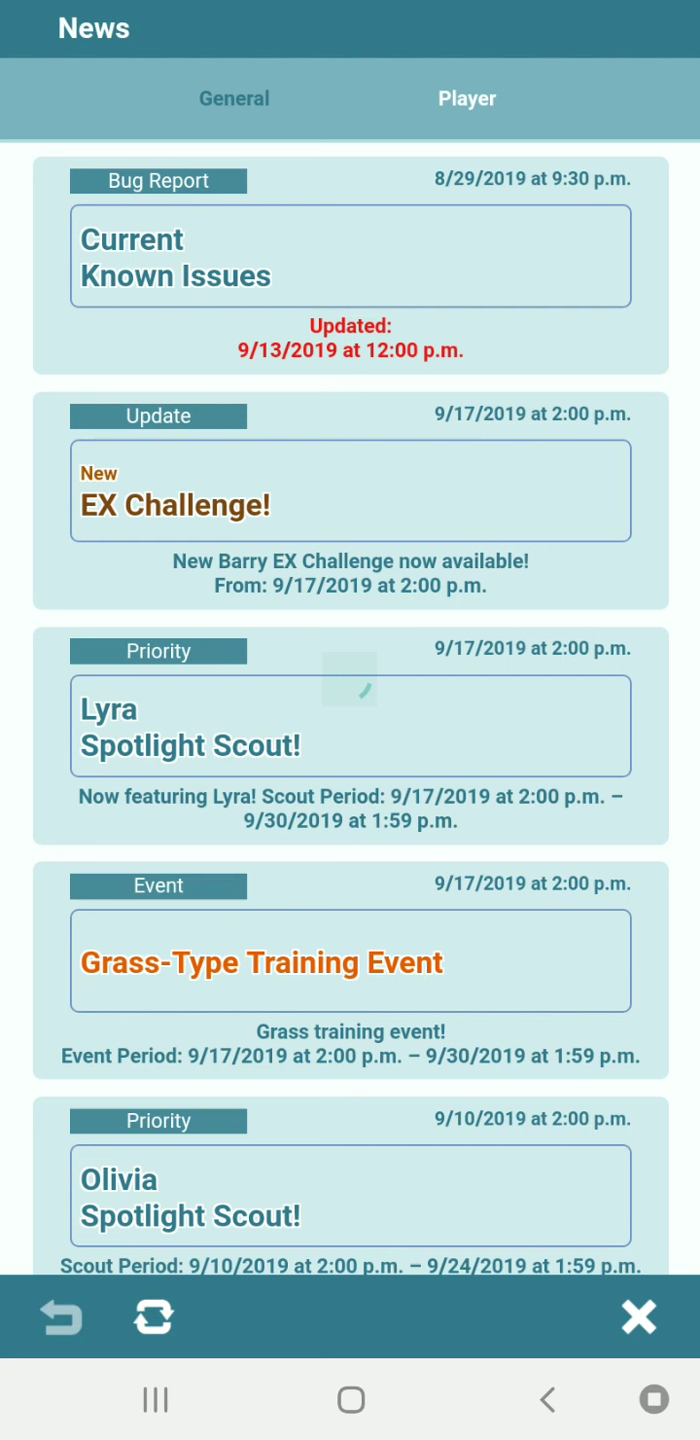 News
General
Player
Bug Report
8/29/2019 at 9:30 p.m.
Current
Known Issues
Updated:
9/13/2019 at 12:00 p.m.
Update
9/17/2019 at 2:00 p.m.
New
EX Challenge!
New Barry EX Challenge now available!
From: 9/17/2019 at 2:00 p.m.
Priority
9/17/2019 at 2:00 p.m.
Lyra
Spotlight Scout!
Now featuring Lyra! Scout Period: 9/17/2019 at 2:00 p.m. –
9/30/2019 at 1:59 p.m.
Event
9/17/2019 at 2:00 p.m.
Grass-Type Training Event
Grass training event!
Event Period: 9/17/2019 at 2:00 p.m. – 9/30/2019 at 1:59 p.m.
Priority
9/10/2019 at 2:00 p.m.
Olivia
Spotlight Scout!
Scout Period: 9/10/2019 at 2:00 p.m. – 9/24/2019 at 1:59 p.m.